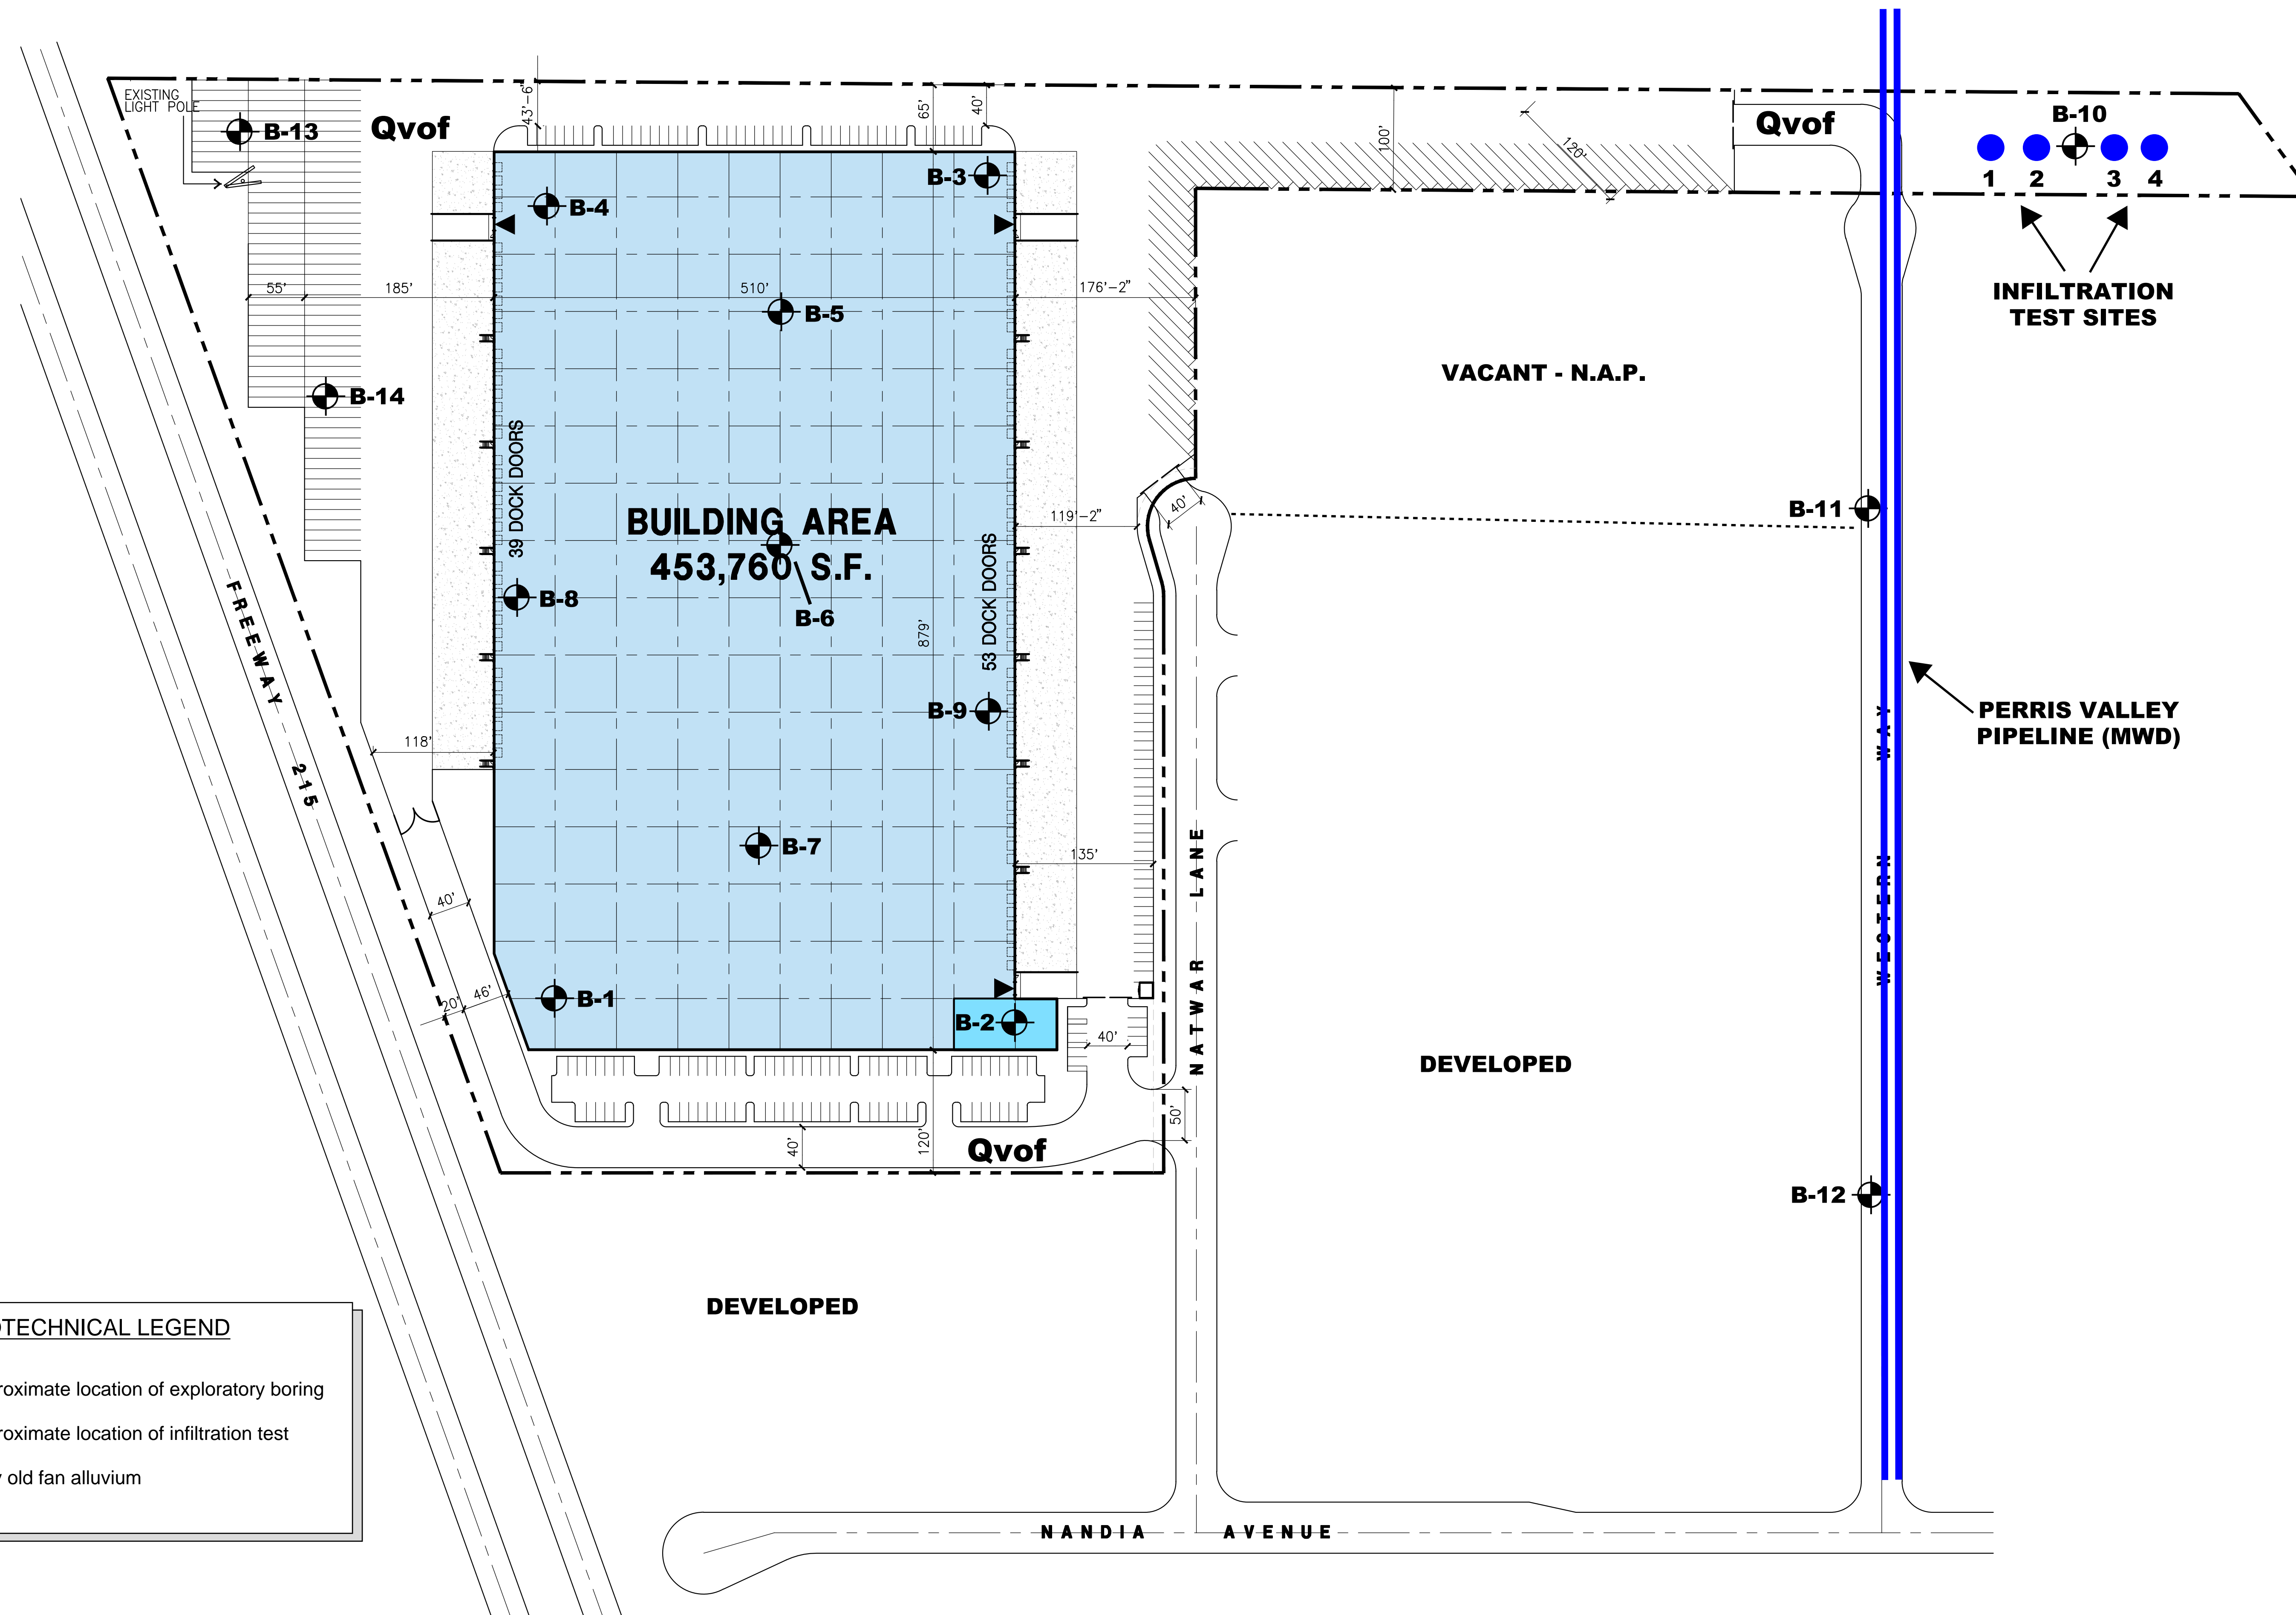 EXISTING
LIGHT POLE
B-13
Qvof
43'-6"
65'
40'
100'
120'
Qvof
B-10
1
2
3
4
INFILTRATION
TEST SITES
B-3
B-4
55'
185'
510'
176'-2"
B-5
VACANT - N.A.P.
B-14
39 DOCK DOORS
BUILDING AREA
453,760 S.F.
119'-2"
40'
B-11
53 DOCK DOORS
B-8
B-6
879'
FREEWAY 215
B-9
PERRIS VALLEY
PIPELINE (MWD)
118'
B-7
135'
NATWAR LANE
WESTERN WAY
40'
20'
46'
B-1
B-2
40'
DEVELOPED
50'
40'
120'
Qvof
B-12
DEVELOPED
OTECHNICAL LEGEND
roximate location of exploratory boring
roximate location of infiltration test
y old fan alluvium
NANDIA AVENUE